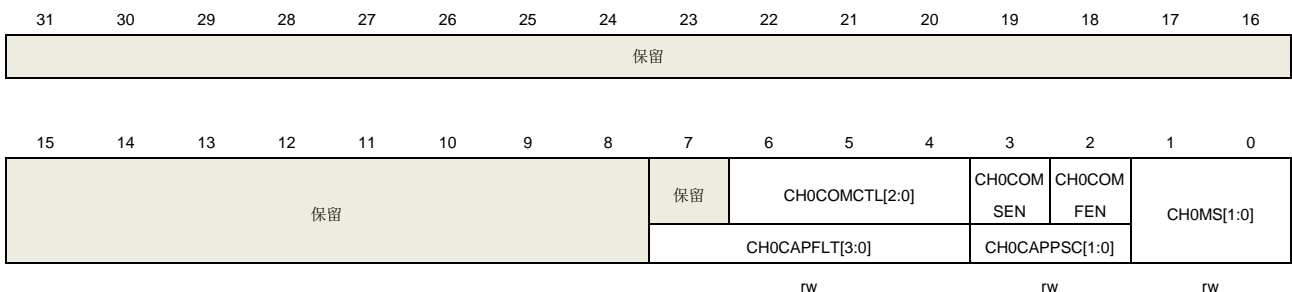 31 30 29 28 27 26 25 24 23 22 21 20 19 18 17 16
保留
15 14 13 12 11 10 9 8 7 6 5 4 3 2 1 0
保留
保留
CH0COMCTL[2:0]
CH0COM
SEN
CH0COM
FEN
CH0MS[1:0]
CH0CAPFLT[3:0]
CH0CAPPSC[1:0]
rw rw rw